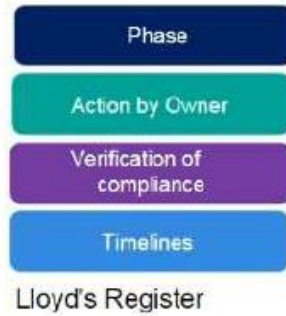 Phase
Action by Owner
Verification of
compliance
Timelines
Lloyd's Register